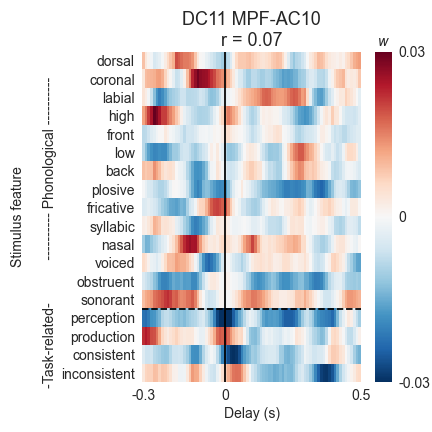 DC11 MPF-AC10
r = 0.07
w
0.03
0
-0.03
Stimulus feature
---------- Phonological ----------
-Task-related-
dorsal
coronal
labial
high
front
low
back
plosive
fricative
syllabic
nasal
voiced
obstruent
sonorant
perception
production
consistent
inconsistent
-0.3
0
0.5
Delay (s)